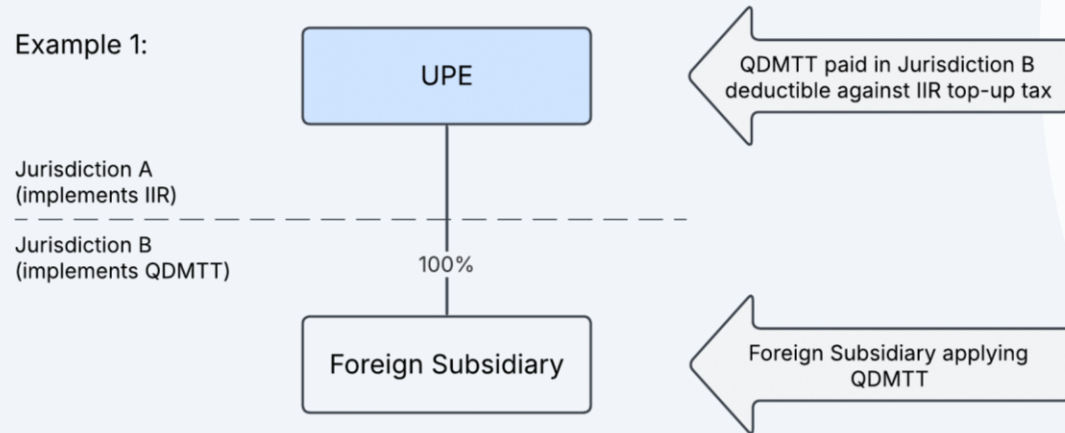 Example 1:
UPE
QDMTT paid in Jurisdiction B
deductible against IIR top-up tax
Jurisdiction A
(implements IIR)
Jurisdiction B
(implements QDMTT)
100%
Foreign Subsidiary
Foreign Subsidiary applying
QDMTT